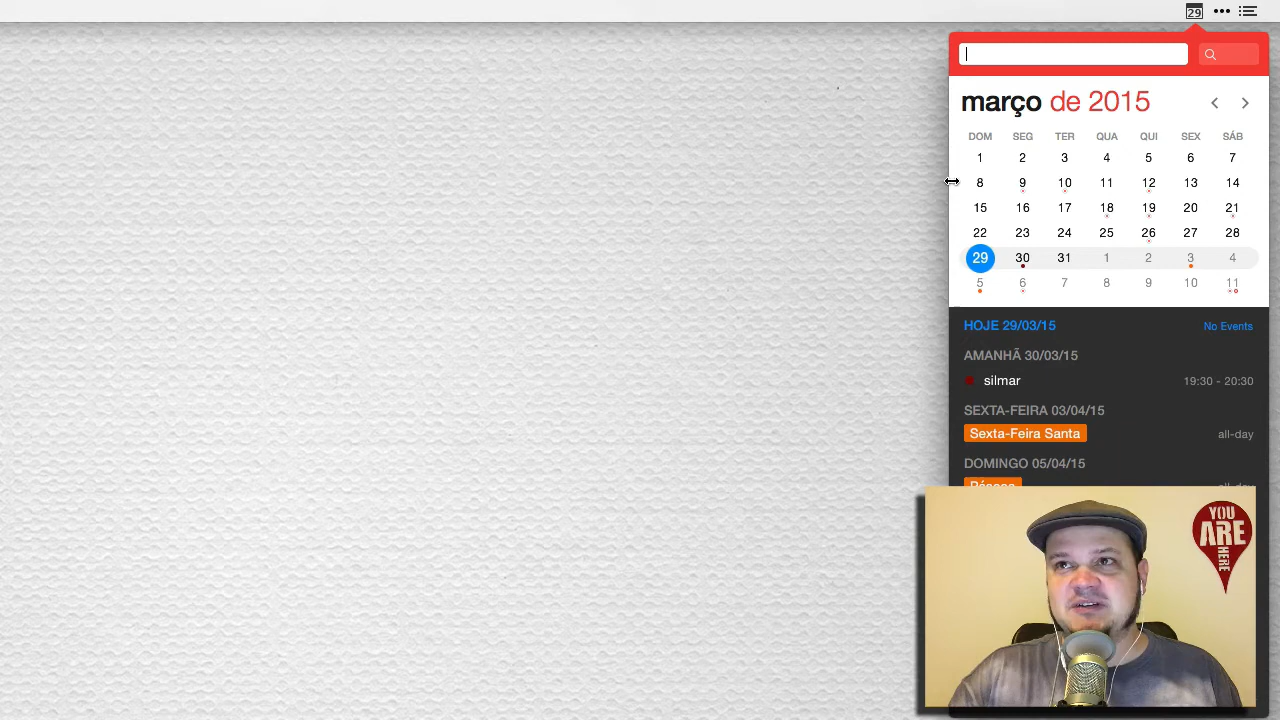 29
março de 2015
DOM SEG TER QUA QUI SEX SÁB
1 2 3 4 5 6 7
8 9 10 11 12 13 14
15 16 17 18 19 20 21
22 23 24 25 26 27 28
29 30 31 1 2 3 4
5 6 7 8 9 10 11
HOJE 29/03/15 No Events
AMANHÃ 30/03/15
silmar 19:30 - 20:30
SEXTA-FEIRA 03/04/15
Sexta-Feira Santa all-day
DOMINGO 05/04/15
Páscoa all-day
YOU
ARE
HERE